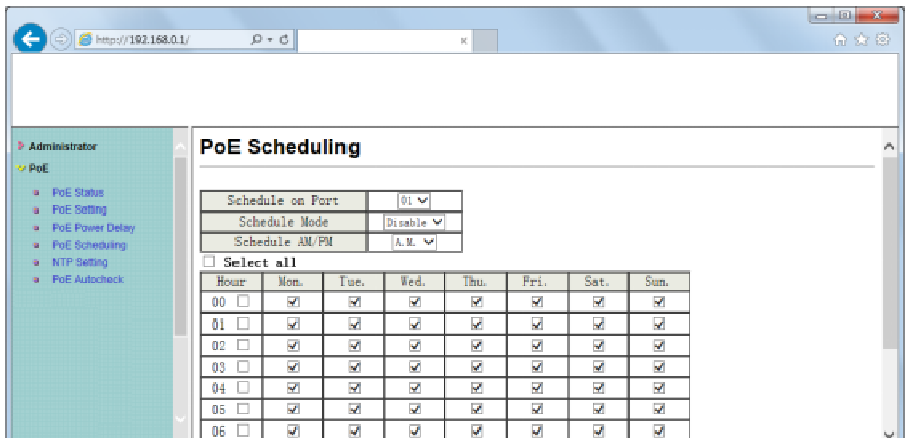 http://192.168.0.1/
Administrator
PoE
PoE Status
PoE Setting
PoE Power Delay
PoE Scheduling
NTP Setting
PoE Autocheck
PoE Scheduling
Schedule on Port 01
Schedule Mode Disable
Schedule AM/PM A.M.
Select all
Hour Mon. Tue. Wed. Thu. Fri. Sat. Sun.
00
01
02
03
04
05
06